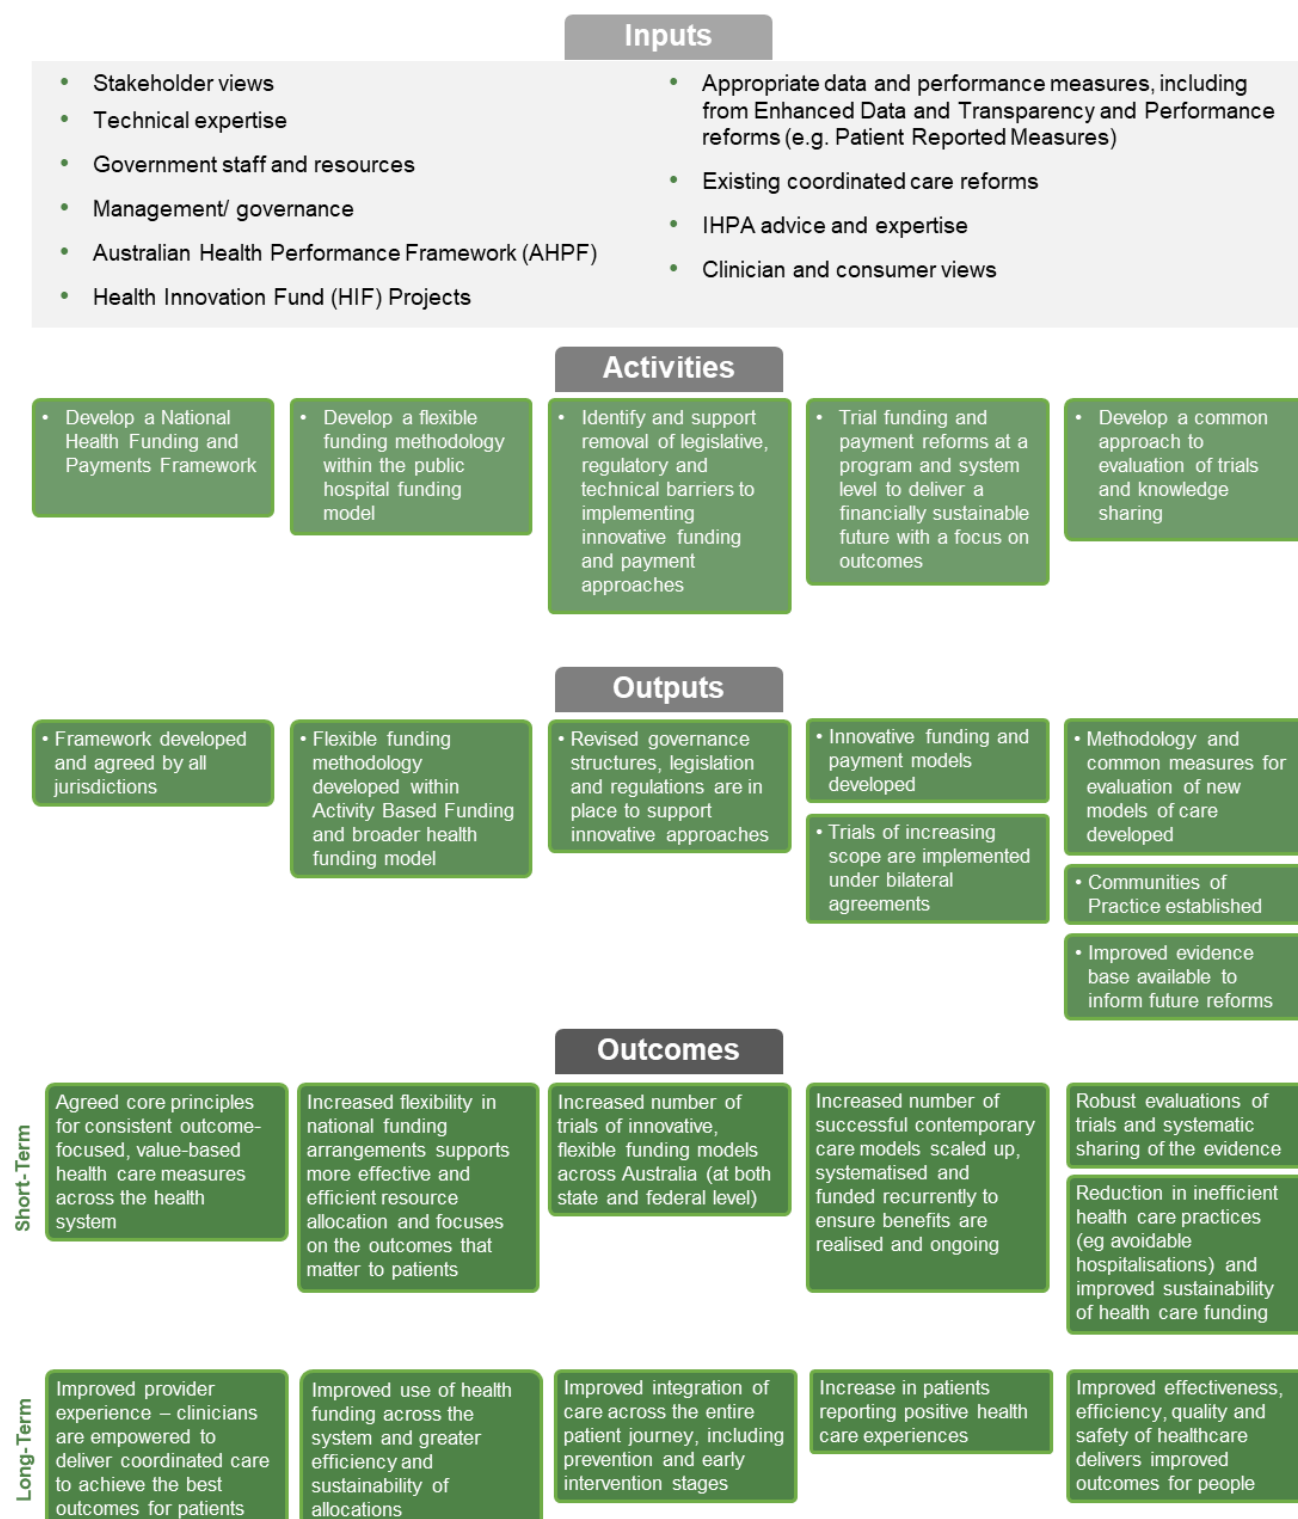 Inputs
• Stakeholder views
• Technical expertise
• Government staff and resources
• Management/ governance
• Australian Health Performance Framework (AHPF)
• Health Innovation Fund (HIF) Projects
• Appropriate data and performance measures, including
from Enhanced Data and Transparency and Performance
reforms (e.g. Patient Reported Measures)
• Existing coordinated care reforms
• IHPA advice and expertise
• Clinician and consumer views
Activities
• Develop a National
Health Funding and
Payments Framework
• Develop a flexible
funding methodology
within the public
hospital funding
model
• Identify and support
removal of legislative,
regulatory and
technical barriers to
implementing
innovative funding
and payment
approaches
• Trial funding and
payment reforms at a
program and system
level to deliver a
financially sustainable
future with a focus on
outcomes
• Develop a common
approach to
evaluation of trials
and knowledge
sharing
Outputs
• Framework developed
and agreed by all
jurisdictions
• Flexible funding
methodology
developed within
Activity Based Funding
and broader health
funding model
• Revised governance
structures, legislation
and regulations are in
place to support
innovative approaches
• Innovative funding and
payment models
developed
• Trials of increasing
scope are implemented
under bilateral
agreements
• Methodology and
common measures for
evaluation of new
models of care
developed
• Communities of
Practice established
• Improved evidence
base available to
inform future reforms
Outcomes
Short-Term
Agreed core principles
for consistent outcome-
focused, value-based
health care measures
across the health
system
Increased flexibility in
national funding
arrangements supports
more effective and
efficient resource
allocation and focuses
on the outcomes that
matter to patients
Increased number of
trials of innovative,
flexible funding models
across Australia (at both
state and federal level)
Increased number of
successful contemporary
care models scaled up,
systematised and
funded recurrently to
ensure benefits are
realised and ongoing
Robust evaluations of
trials and systematic
sharing of the evidence
Reduction in inefficient
health care practices
(eg avoidable
hospitalisations) and
improved sustainability
of health care funding
Long-Term
Improved provider
experience – clinicians
are empowered to
deliver coordinated care
to achieve the best
outcomes for patients
Improved use of health
funding across the
system and greater
efficiency and
sustainability of
allocations
Improved integration of
care across the entire
patient journey, including
prevention and early
intervention stages
Increase in patients
reporting positive health
care experiences
Improved effectiveness,
efficiency, quality and
safety of healthcare
delivers improved
outcomes for people